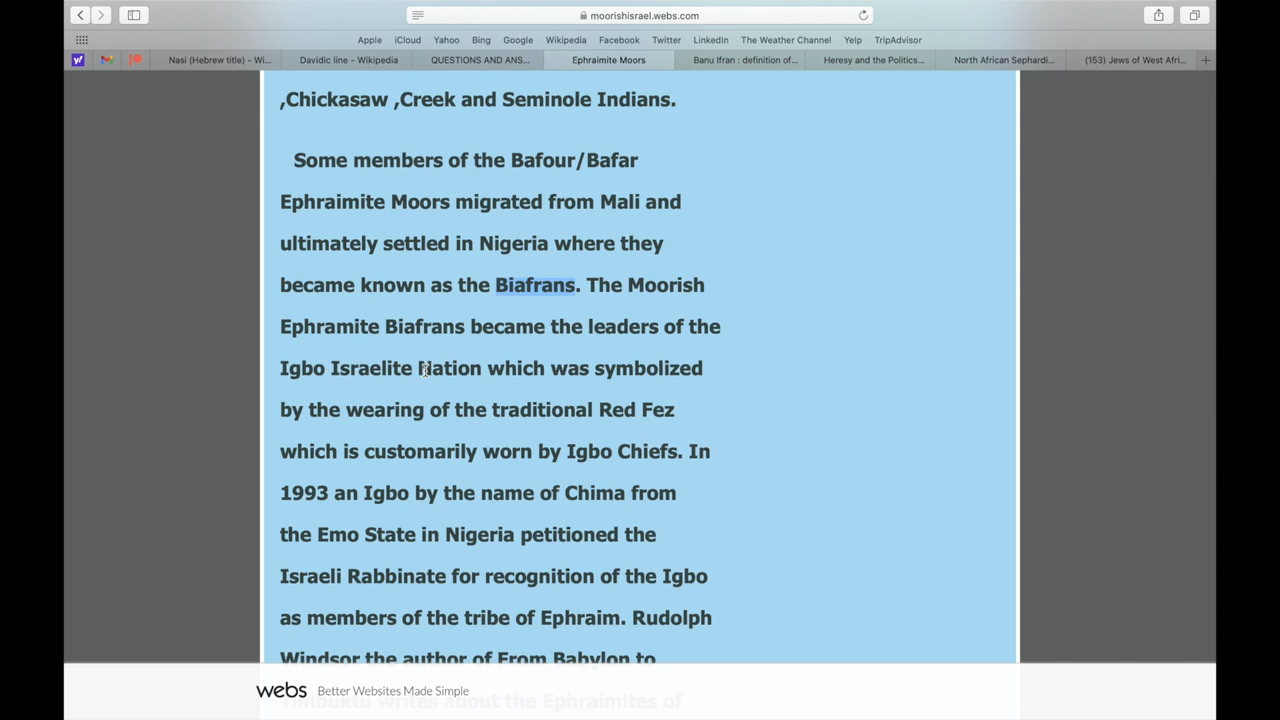 moorishisrael.webs.com
Apple iCloud Yahoo Bing Google Wikipedia Facebook Twitter LinkedIn The Weather Channel Yelp TripAdvisor
Nasi (Hebrew title) - Wi... Davidic line - Wikipedia QUESTIONS AND ANS... Ephraimite Moors Banu Ifran : definition of... Heresy and the Politics... North African Sephardi... (153) Jews of West Afri...
,Chickasaw ,Creek and Seminole Indians.
Some members of the Bafour/Bafar
Ephraimite Moors migrated from Mali and
ultimately settled in Nigeria where they
became known as the Biafrans. The Moorish
Ephramite Biafrans became the leaders of the
Igbo Israelite Nation which was symbolized
by the wearing of the traditional Red Fez
which is customarily worn by Igbo Chiefs. In
1993 an Igbo by the name of Chima from
the Emo State in Nigeria petitioned the
Israeli Rabbinate for recognition of the Igbo
as members of the tribe of Ephraim. Rudolph
Windsor the author of From Babylon to
Timbuktu writes about the Ephraimites of
webs Better Websites Made Simple